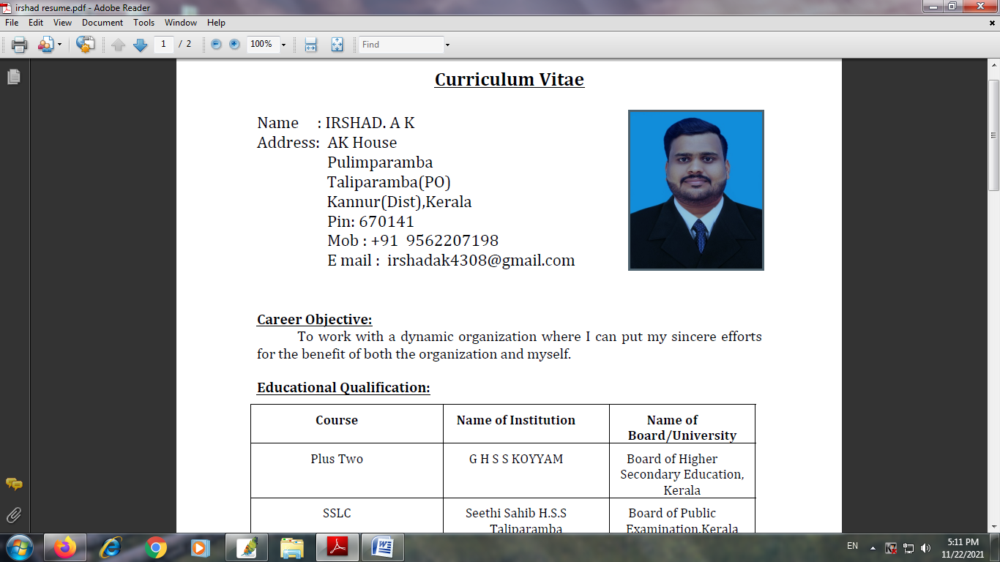 irshad resume.pdf - Adobe Reader
File Edit View Document Tools Window Help
1 / 2 100% Find
Curriculum Vitae
Name : IRSHAD. A K
Address: AK House
Pulimparamba
Taliparamba(PO)
Kannur(Dist),Kerala
Pin: 670141
Mob : +91 9562207198
E mail : irshadak4308@gmail.com
Career Objective:
To work with a dynamic organization where I can put my sincere efforts
for the benefit of both the organization and myself.
Educational Qualification:
Course Name of Institution Name of
Board/University
Plus Two G H S S KOYYAM Board of Higher
Secondary Education,
Kerala
SSLC Seethi Sahib H.S.S Board of Public
Taliparamba Examination,Kerala
EN 5:11 PM
11/22/2021